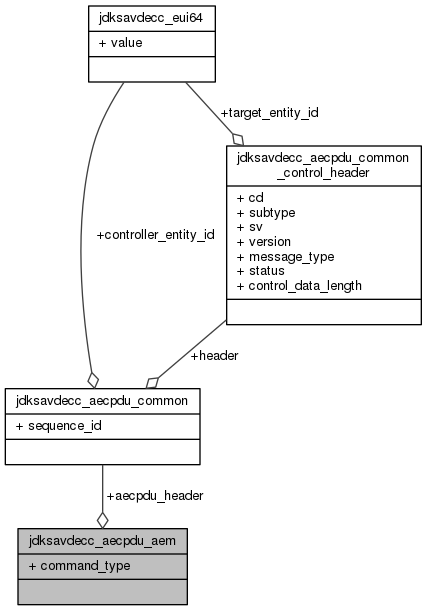 jdksavdecc_eui64
+ value
+target_entity_id
jdksavdecc_aecpdu_common
_control_header
+ cd
+ subtype
+ sv
+ version
+ message_type
+ status
+ control_data_length
+controller_entity_id
+header
jdksavdecc_aecpdu_common
+ sequence_id
+aecpdu_header
jdksavdecc_aecpdu_aem
+ command_type